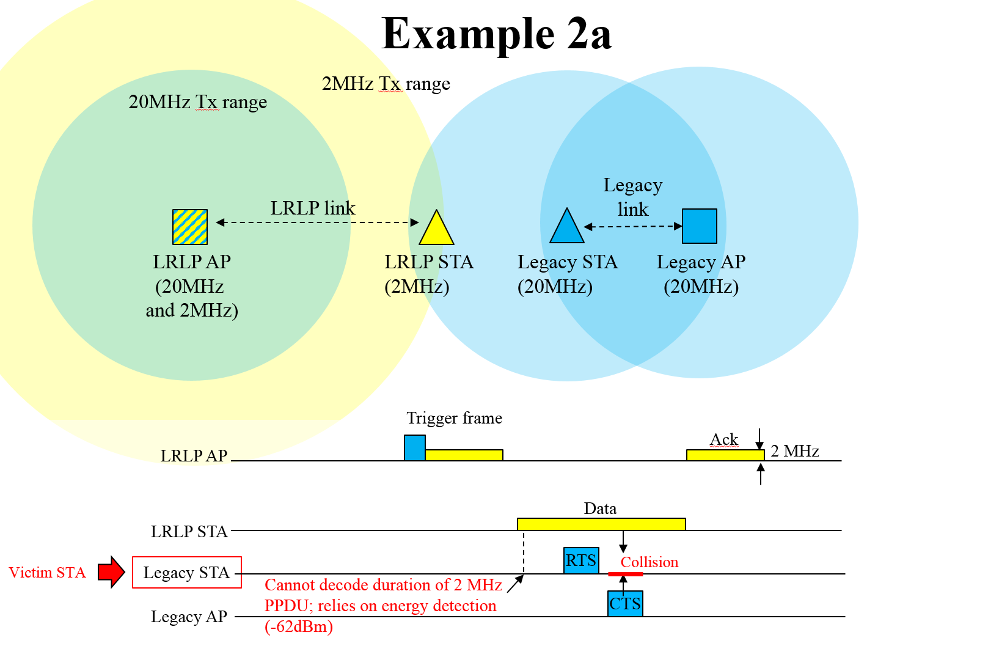 Example 2a
2MHz Tx range
20MHz Tx range
Legacy
link
LRLP link
LRLP AP
(20MHz
and 2MHz)
LRLP STA
(2MHz)
Legacy STA
(20MHz)
Legacy AP
(20MHz)
Trigger frame
Ack
2 MHz
LRLP AP
Data
LRLP STA
RTS
Collision
Victim STA
Legacy STA
Cannot decode duration of 2 MHz
PPDU; relies on energy detection
(-62dBm)
CTS
Legacy AP